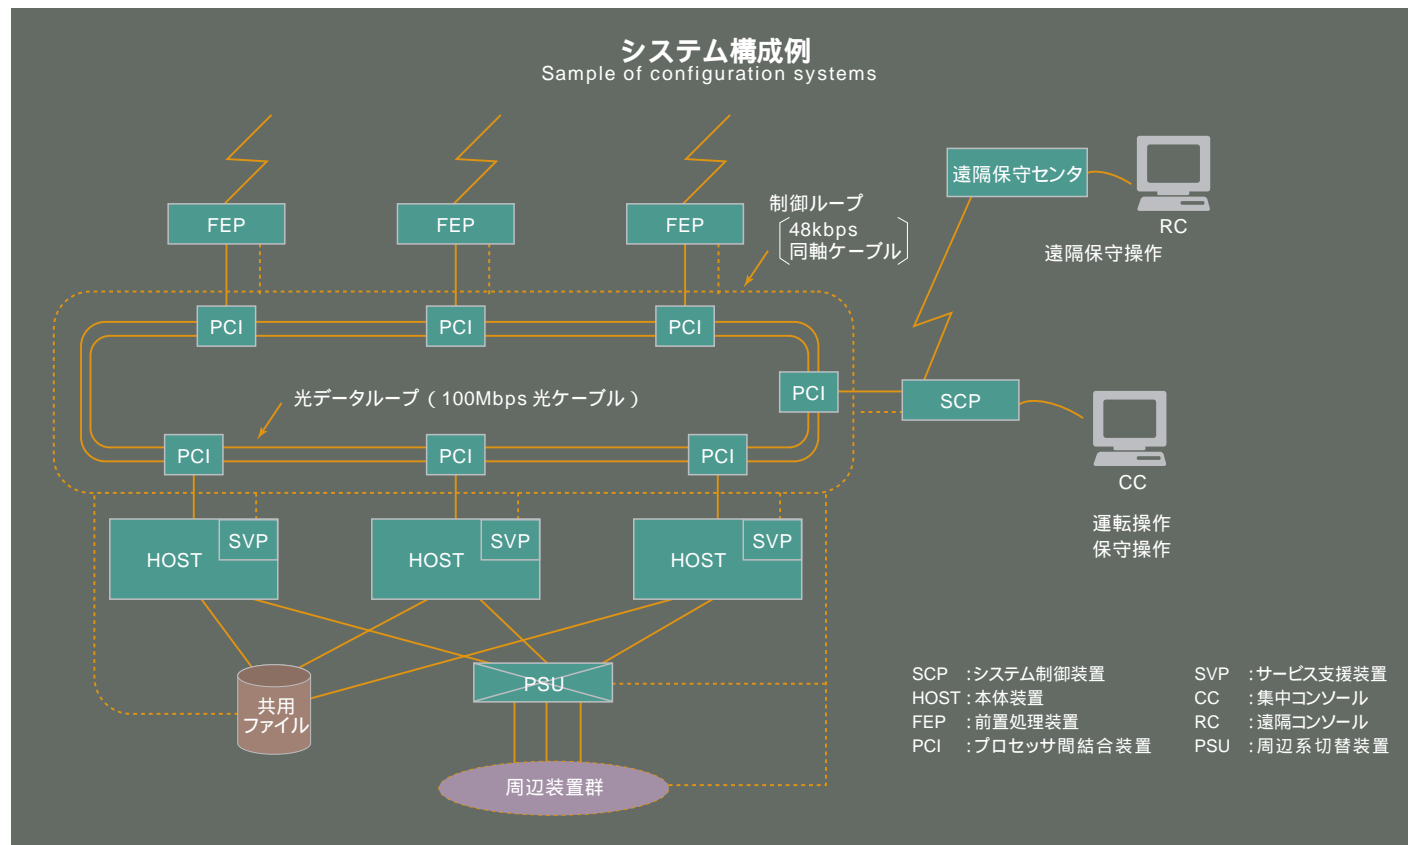 システム構成例
Sample of configuration systems
FEP
FEP
FEP
制御ループ
48kbps
同軸ケーブル
遠隔保守センタ
RC
遠隔保守操作
PCI
PCI
PCI
PCI
SCP
光データループ（100Mbps 光ケーブル）
PCI
PCI
PCI
CC
運転操作
保守操作
HOST
SVP
HOST
SVP
HOST
SVP
共用
ファイル
PSU
周辺装置群
SCP :システム制御装置
HOST:本体装置
FEP :前置処理装置
PCI :プロセッサ間結合装置
SVP :サービス支援装置
CC :集中コンソール
RC :遠隔コンソール
PSU :周辺系切替装置